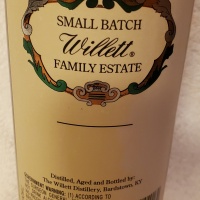 SMALL BATCH
Willett®
FAMILY ESTATE
Distilled, Aged and Bottled by:
The Willett Distillery, Bardstown, KY
GOVERNMENT WARNING: (1) ACCORDING TO